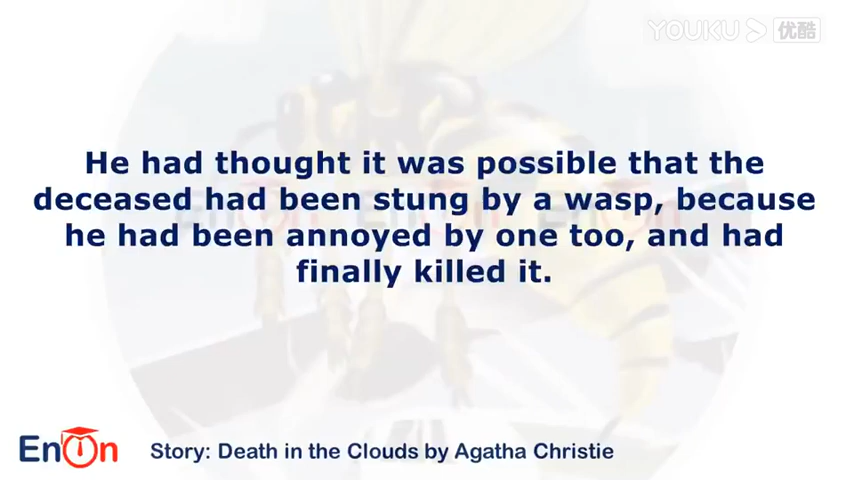 YOUKU 优酷
He had thought it was possible that the
deceased had been stung by a wasp, because
he had been annoyed by one too, and had
finally killed it.
EnOn
Story: Death in the Clouds by Agatha Christie